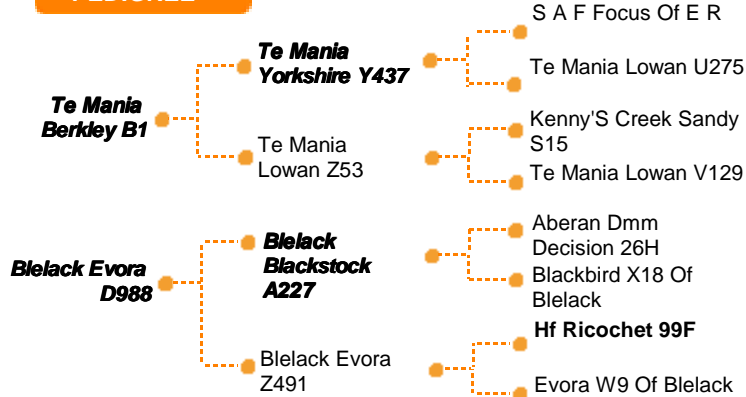 PEDIGREE
S A F Focus Of E R
Te Mania
Yorkshire Y437
Te Mania Lowan U275
Te Mania
Berkley B1
Kenny'S Creek Sandy
S15
Te Mania
Lowan Z53
Te Mania Lowan V129
Aberan Dmm
Decision 26H
Blelack
Blackstock
A227
Blackbird X18 Of
Blelack
Blelack Evora
D988
Hf Ricochet 99F
Blelack Evora
Z491
Evora W9 Of Blelack